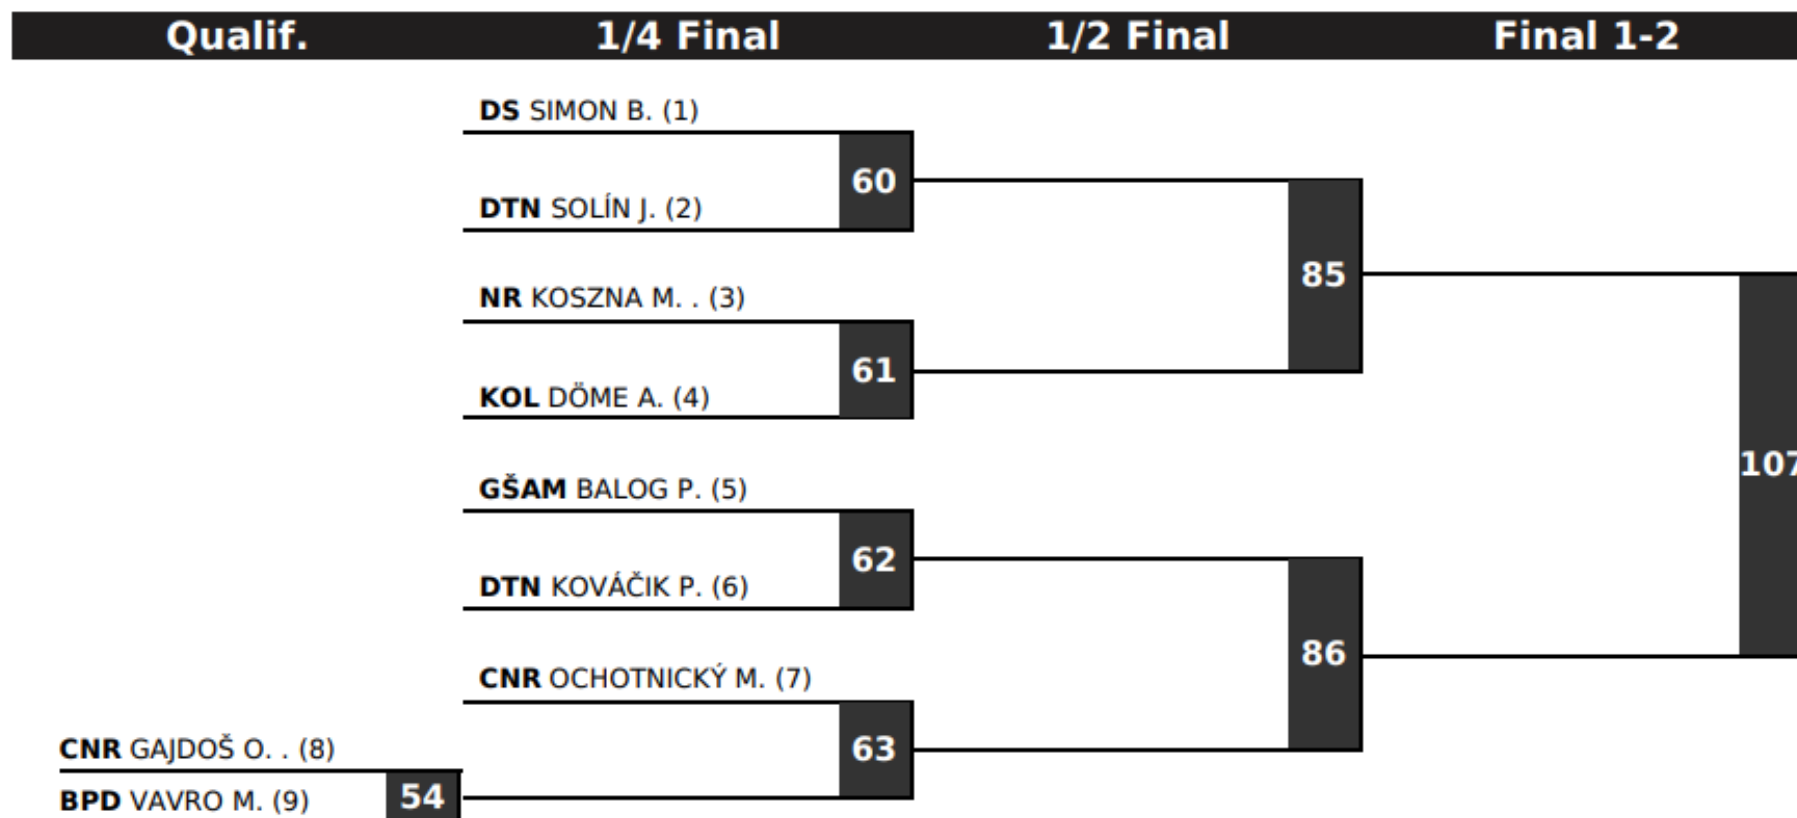 Qualif. 1/4 Final 1/2 Final Final 1-2
DS SIMON B. (1)
60
DTN SOLÍN J. (2)
85
NR KOSZNA M. . (3)
61
KOL DÖME A. (4)
107
GŠAM BALOG P. (5)
62
DTN KOVÁČIK P. (6)
86
CNR OCHOTNICKÝ M. (7)
63
CNR GAJDOŠ O. . (8)
54
BPD VAVRO M. (9)